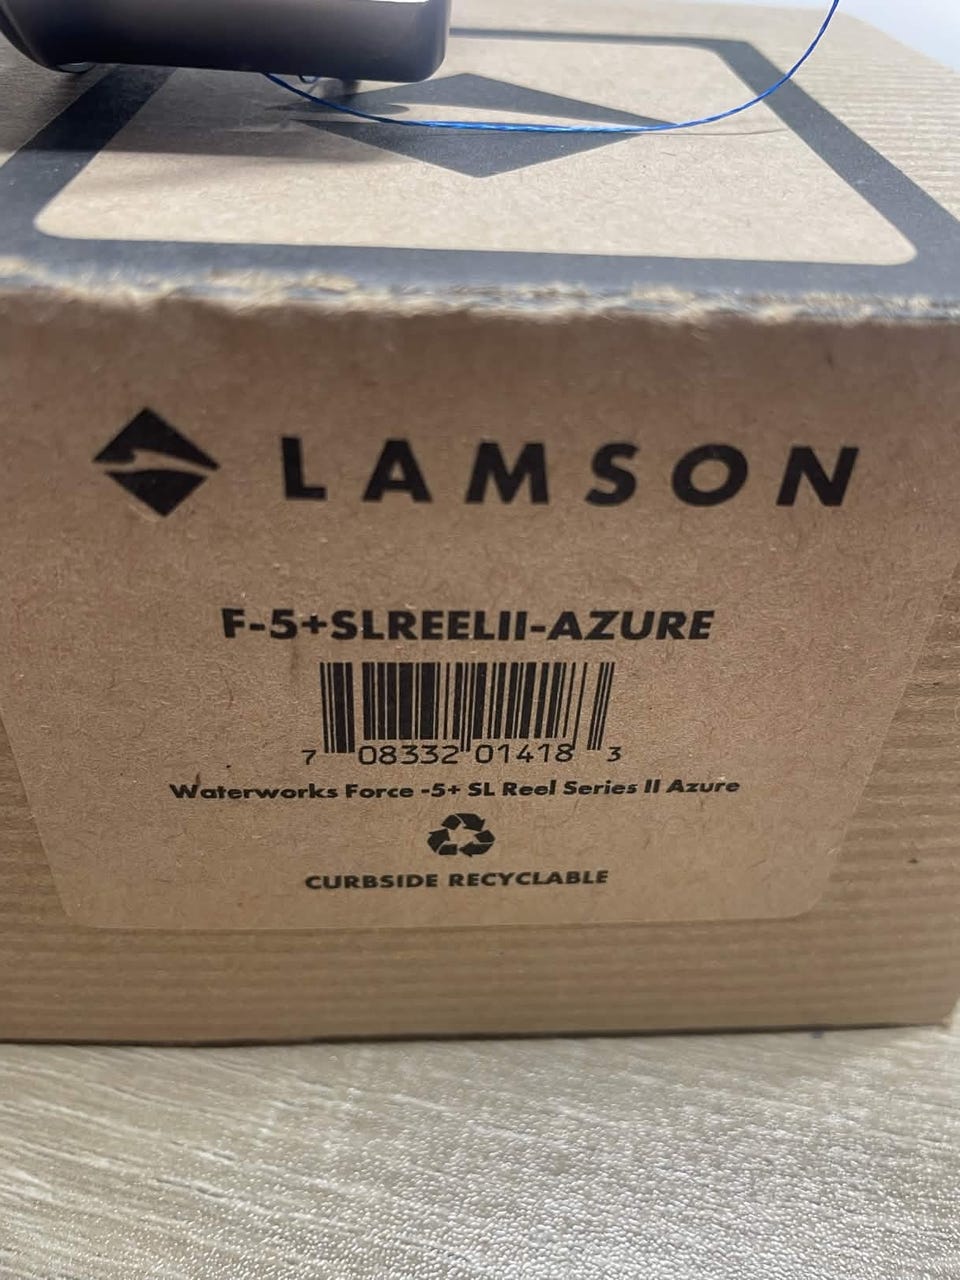 LAMSON
F-5+SLREELII-AZURE
7 08332 01418 3
Waterworks Force -5+ SL Reel Series II Azure
CURBSIDE RECYCLABLE